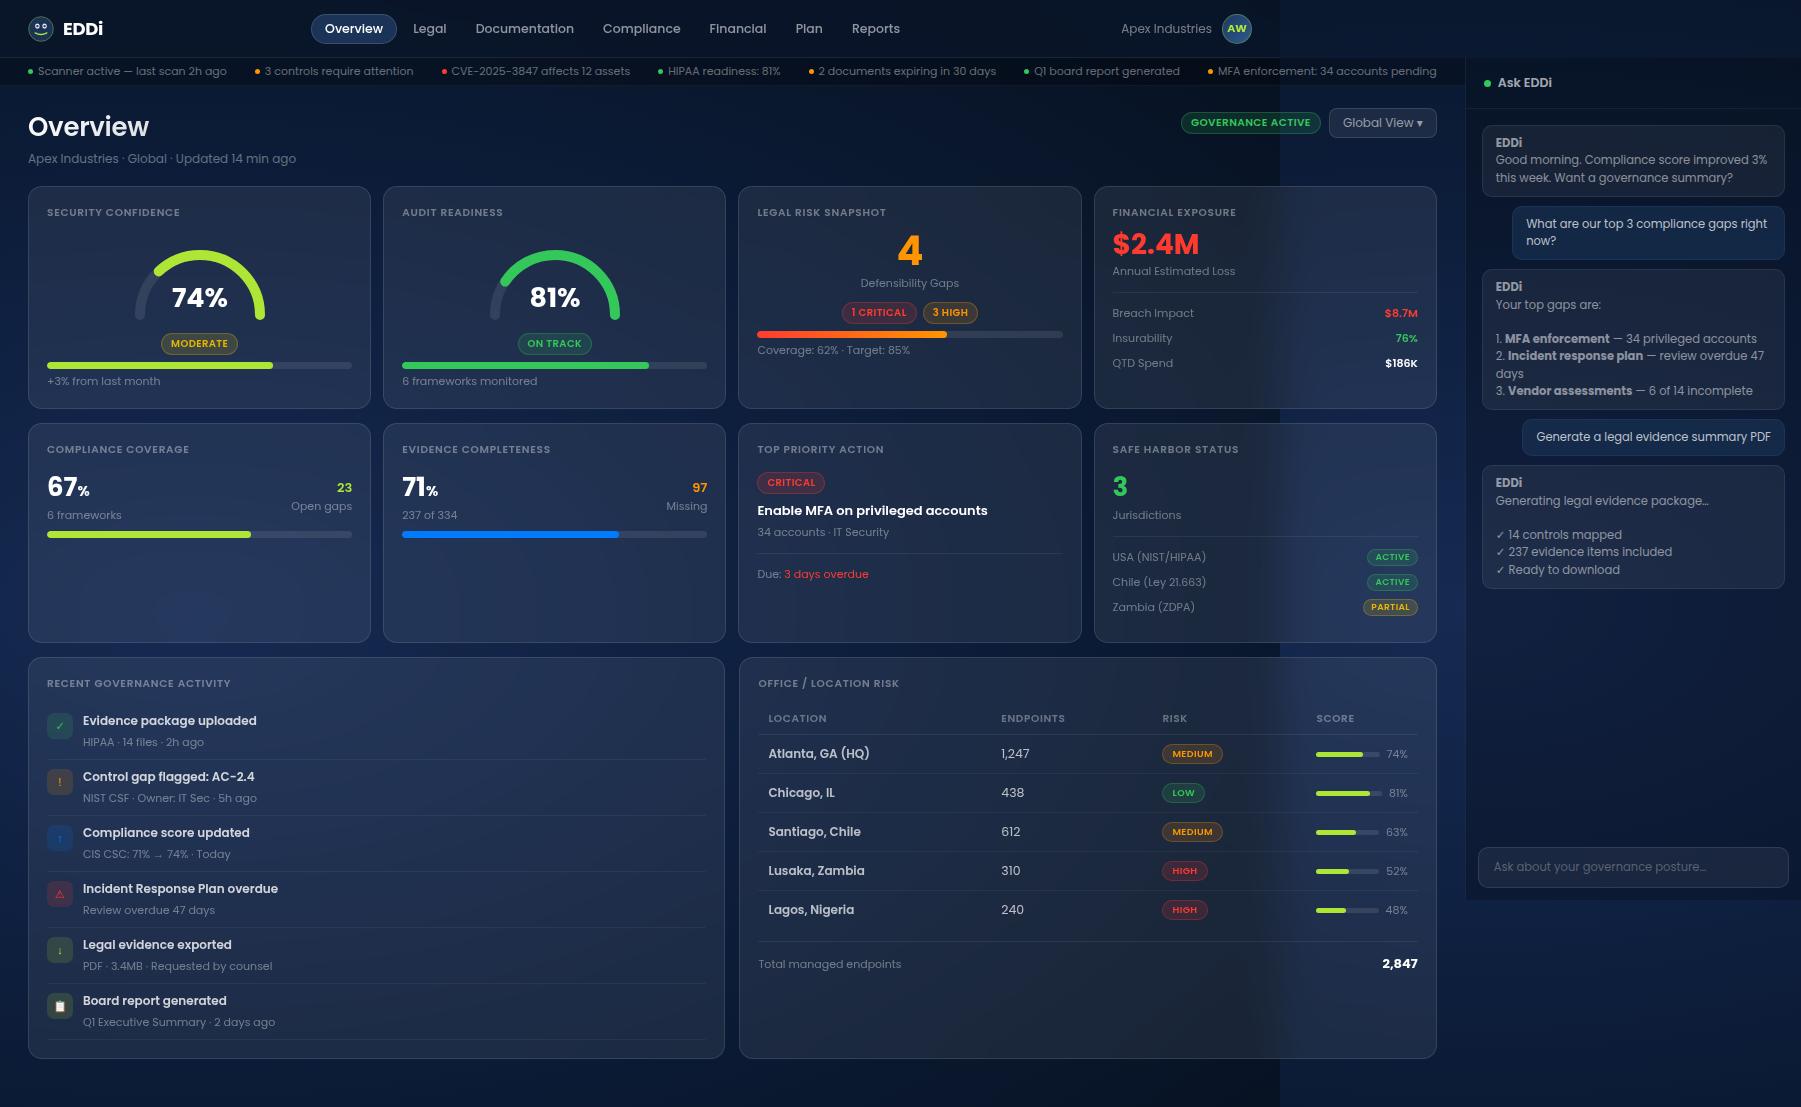 EDDi
Overview Legal Documentation Compliance Financial Plan Reports
Apex Industries AW
Scanner active — last scan 2h ago
3 controls require attention
CVE-2025-3847 affects 12 assets
HIPAA readiness: 81%
2 documents expiring in 30 days
Q1 board report generated
MFA enforcement: 34 accounts pending
Overview
Apex Industries · Global · Updated 14 min ago
GOVERNANCE ACTIVE
Global View ▾
SECURITY CONFIDENCE
74%
MODERATE
+3% from last month
AUDIT READINESS
81%
ON TRACK
6 frameworks monitored
LEGAL RISK SNAPSHOT
4
Defensibility Gaps
1 CRITICAL 3 HIGH
Coverage: 62% · Target: 85%
FINANCIAL EXPOSURE
$2.4M
Annual Estimated Loss
Breach Impact $8.7M
Insurability 76%
QTD Spend $186K
COMPLIANCE COVERAGE
67% 23
6 frameworks Open gaps
EVIDENCE COMPLETENESS
71% 97
237 of 334 Missing
TOP PRIORITY ACTION
CRITICAL
Enable MFA on privileged accounts
34 accounts · IT Security
Due: 3 days overdue
SAFE HARBOR STATUS
3
Jurisdictions
USA (NIST/HIPAA) ACTIVE
Chile (Ley 21.663) ACTIVE
Zambia (ZDPA) PARTIAL
RECENT GOVERNANCE ACTIVITY
✓ Evidence package uploaded
HIPAA · 14 files · 2h ago
! Control gap flagged: AC-2.4
NIST CSF · Owner: IT Sec · 5h ago
↑ Compliance score updated
CIS CSC: 71% → 74% · Today
⚠ Incident Response Plan overdue
Review overdue 47 days
↓ Legal evidence exported
PDF · 3.4MB · Requested by counsel
📋 Board report generated
Q1 Executive Summary · 2 days ago
OFFICE / LOCATION RISK
LOCATION ENDPOINTS RISK SCORE
Atlanta, GA (HQ) 1,247 MEDIUM 74%
Chicago, IL 438 LOW 81%
Santiago, Chile 612 MEDIUM 63%
Lusaka, Zambia 310 HIGH 52%
Lagos, Nigeria 240 HIGH 48%
Total managed endpoints 2,847
Ask EDDi
EDDi
Good morning. Compliance score improved 3%
this week. Want a governance summary?
What are our top 3 compliance gaps right
now?
EDDi
Your top gaps are:
1. MFA enforcement — 34 privileged accounts
2. Incident response plan — review overdue 47
days
3. Vendor assessments — 6 of 14 incomplete
Generate a legal evidence summary PDF
EDDi
Generating legal evidence package…
✓ 14 controls mapped
✓ 237 evidence items included
✓ Ready to download
Ask about your governance posture…